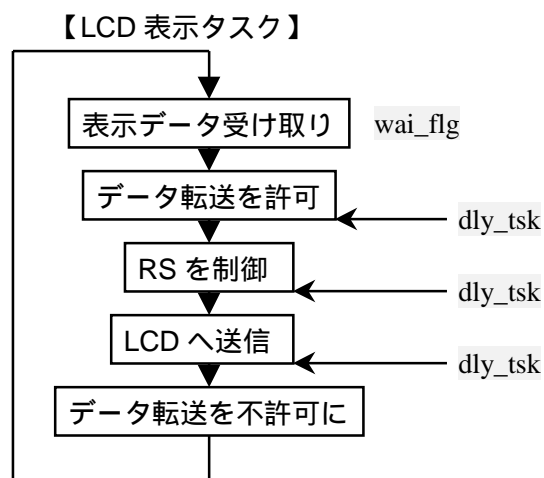 【LCD 表示タスク】
表示データ受け取り wai_flg
データ転送を許可
dly_tsk
RS を制御
dly_tsk
LCD へ送信
dly_tsk
データ転送を不許可に